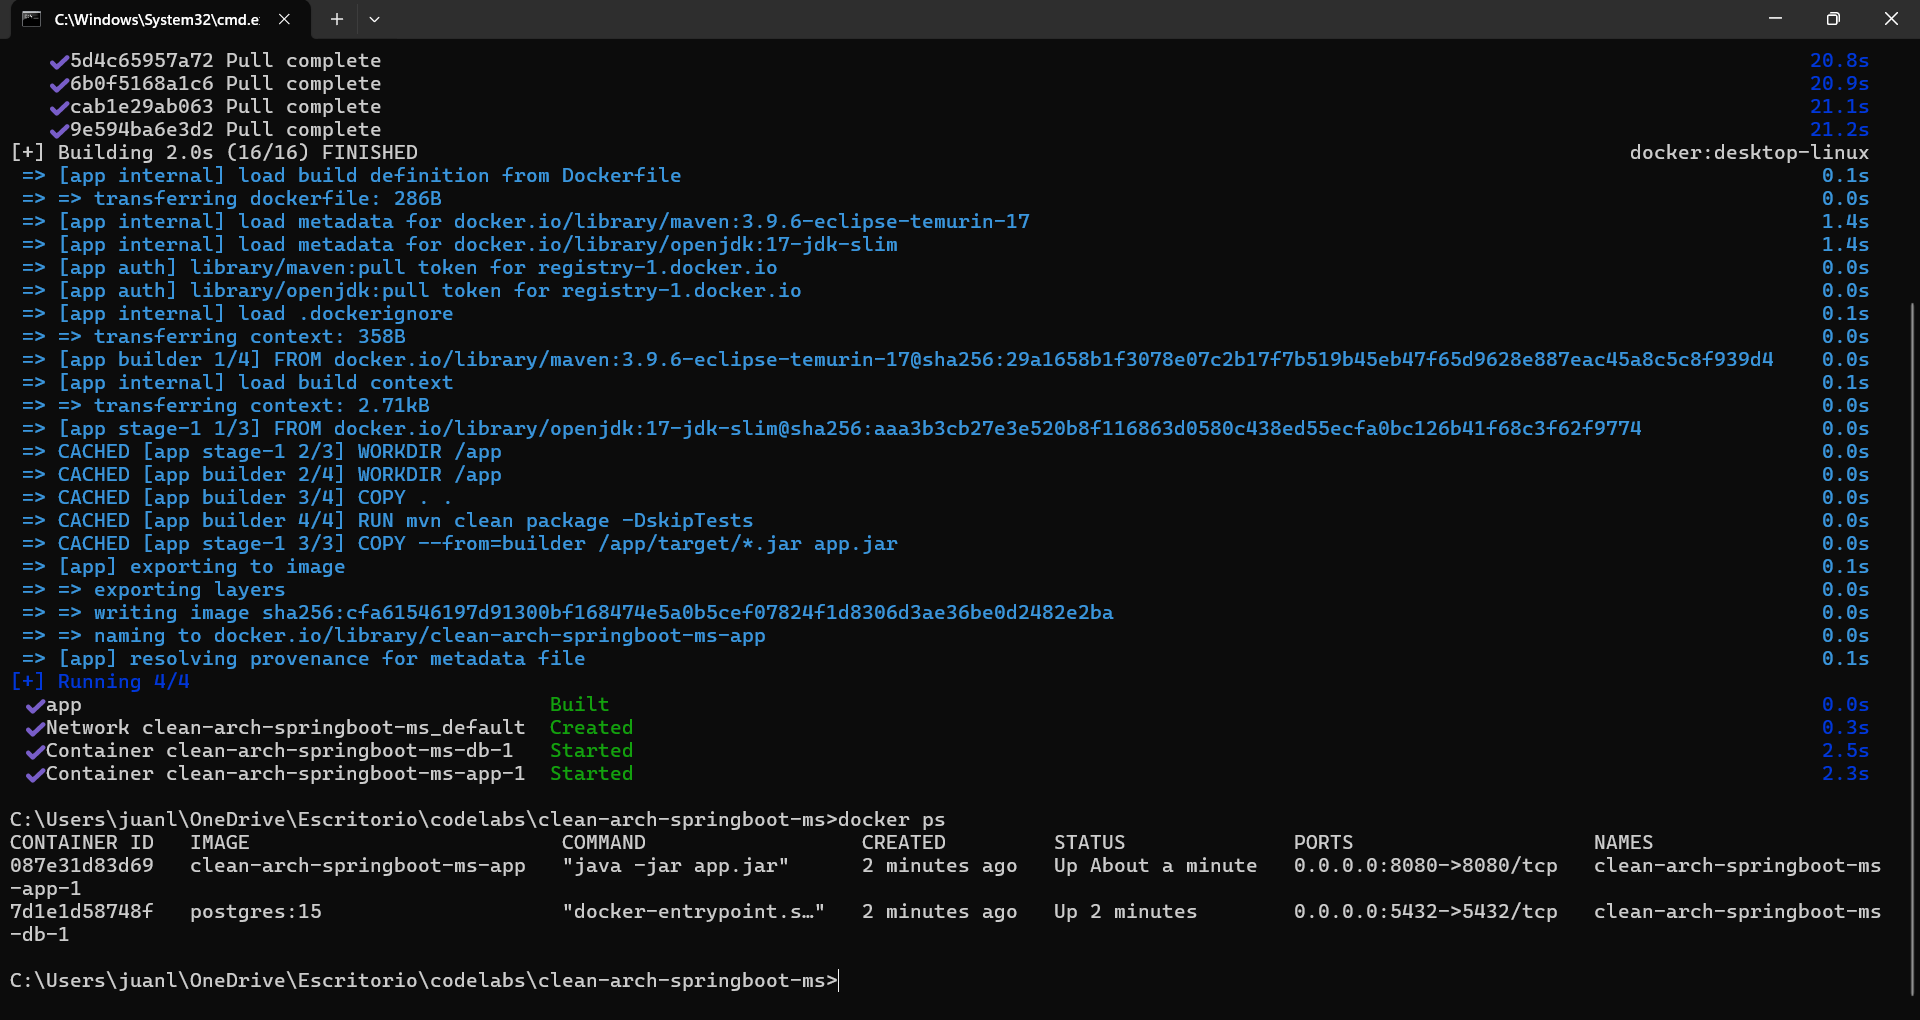 C:\Windows\System32\cmd.e
5d4c65957a72 Pull complete 20.8s
6b0f5168a1c6 Pull complete 20.9s
cab1e29ab063 Pull complete 21.1s
9e594ba6e3d2 Pull complete 21.2s
[+] Building 2.0s (16/16) FINISHED docker:desktop-linux
=> [app internal] load build definition from Dockerfile 0.1s
=> => transferring dockerfile: 286B 0.0s
=> [app internal] load metadata for docker.io/library/maven:3.9.6-eclipse-temurin-17 1.4s
=> [app internal] load metadata for docker.io/library/openjdk:17-jdk-slim 1.4s
=> [app auth] library/maven:pull token for registry-1.docker.io 0.0s
=> [app auth] library/openjdk:pull token for registry-1.docker.io 0.0s
=> [app internal] load .dockerignore 0.1s
=> => transferring context: 358B 0.0s
=> [app builder 1/4] FROM docker.io/library/maven:3.9.6-eclipse-temurin-17@sha256:29a1658b1f3078e07c2b17f7b519b45eb47f65d9628e887eac45a8c5c8f939d4 0.0s
=> [app internal] load build context 0.1s
=> => transferring context: 2.71kB 0.0s
=> [app stage-1 1/3] FROM docker.io/library/openjdk:17-jdk-slim@sha256:aaa3b3cb27e3e520b8f116863d0580c438ed55ecfa0bc126b41f68c3f62f9774 0.0s
=> CACHED [app stage-1 2/3] WORKDIR /app 0.0s
=> CACHED [app builder 2/4] WORKDIR /app 0.0s
=> CACHED [app builder 3/4] COPY . . 0.0s
=> CACHED [app builder 4/4] RUN mvn clean package -DskipTests 0.0s
=> CACHED [app stage-1 3/3] COPY --from=builder /app/target/*.jar app.jar 0.0s
=> [app] exporting to image 0.1s
=> => exporting layers 0.0s
=> => writing image sha256:cfa61546197d91300bf168474e5a0b5cef07824f1d8306d3ae36be0d2482e2ba 0.0s
=> => naming to docker.io/library/clean-arch-springboot-ms-app 0.0s
=> [app] resolving provenance for metadata file 0.1s
[+] Running 4/4
app Built 0.0s
Network clean-arch-springboot-ms_default Created 0.3s
Container clean-arch-springboot-ms-db-1 Started 2.5s
Container clean-arch-springboot-ms-app-1 Started 2.3s
C:\Users\juanl\OneDrive\Escritorio\codelabs\clean-arch-springboot-ms>docker ps
CONTAINER ID IMAGE COMMAND CREATED STATUS PORTS NAMES
087e31d83d69 clean-arch-springboot-ms-app "java -jar app.jar" 2 minutes ago Up About a minute 0.0.0.0:8080->8080/tcp clean-arch-springboot-ms
-app-1
7d1e1d58748f postgres:15 "docker-entrypoint.s…" 2 minutes ago Up 2 minutes 0.0.0.0:5432->5432/tcp clean-arch-springboot-ms
-db-1
C:\Users\juanl\OneDrive\Escritorio\codelabs\clean-arch-springboot-ms>